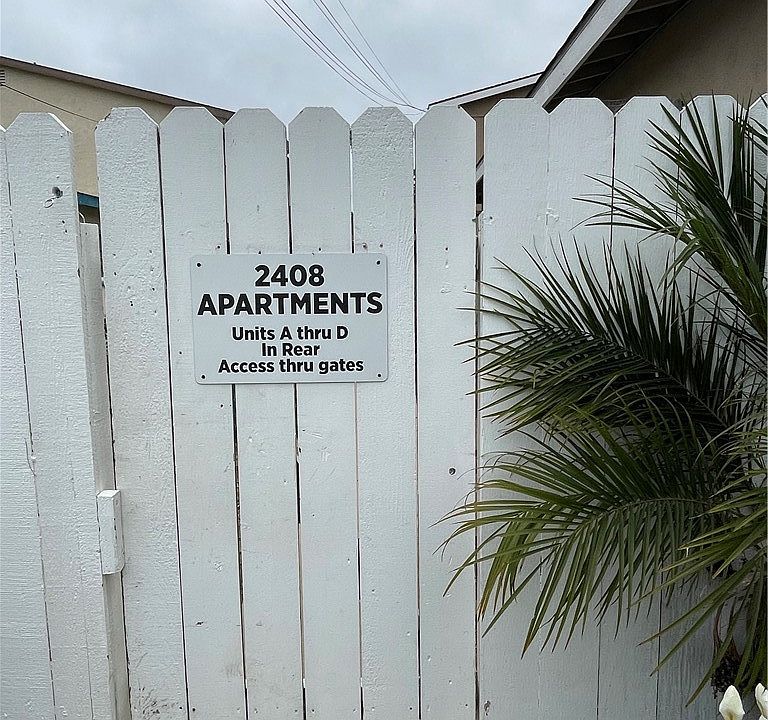 2408
APARTMENTS
Units A thru D
In Rear
Access thru gates